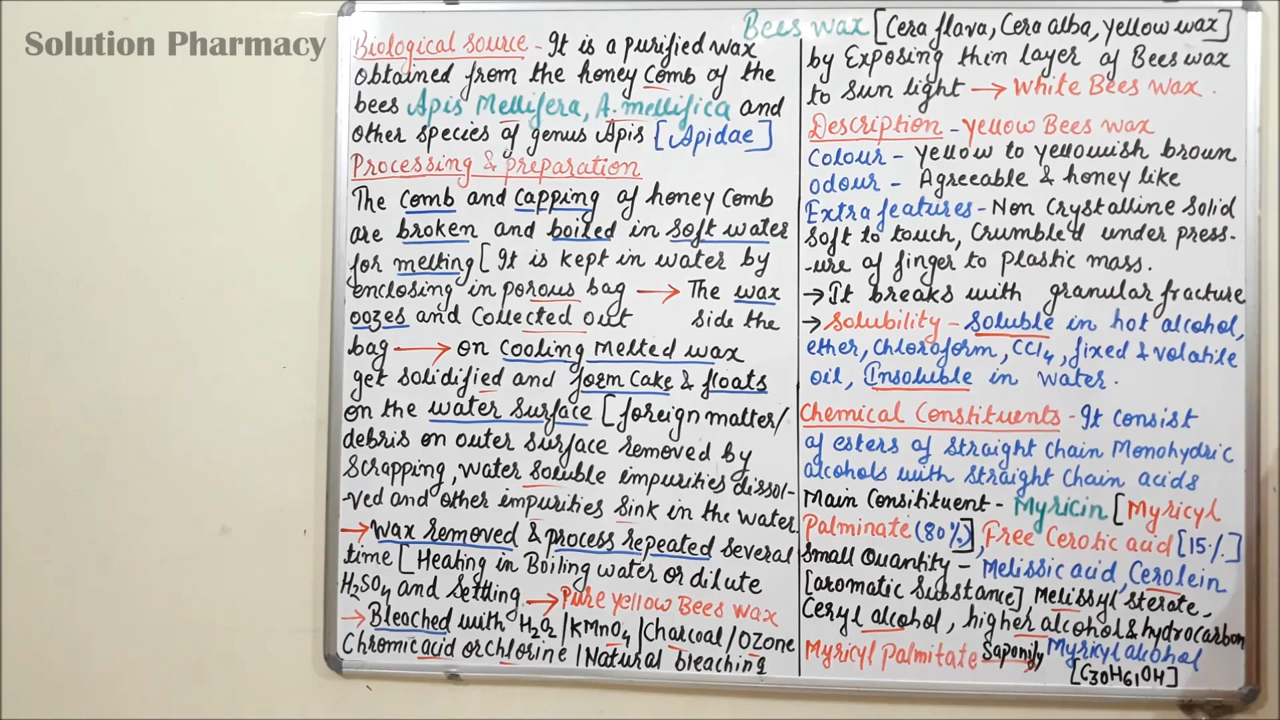 Solution Pharmacy
Bees wax [Cera flava, Cera alba, yellow wax]
Biological source - It is a purified wax
obtained from the honey comb of the
bees Apis Mellifera, A. mellifica and
other species of genus Apis [Apidae]
Processing & preparation
The comb and capping of honey comb
are broken and boiled in soft water
for melting [It is kept in water by
enclosing in porous bag → The wax
oozes and collected out side the
bag → on cooling Melted wax
get solidified and form cake & floats
on the water surface [foreign matter/
debris on outer surface removed by
Scrapping, water soluble impurities dissol-
-ved and other impurities sink in the water
→ Wax removed & process repeated several
time [Heating in Boiling water or dilute
H2SO4 and Settling → Pure yellow Bees wax
→ Bleached with H2O2/KMnO4/Charcoal/Ozone
Chromic acid or chlorine/Natural bleaching
by Exposing thin layer of Bees wax
to sun light → White Bees wax.
Description - yellow Bees wax
Colour - yellow to yellowish brown
odour - Agreeable & honey like
Extra features - Non Crystalline solid
soft to touch, Crumbled under press-
-ure of finger to plastic mass.
→ It breaks with granular fracture
→ Solubility - Soluble in hot alcohol,
ether, Chloroform, CCl4, fixed & volatile
oil, Insoluble in water.
Chemical Constituents - It consist
of esters of straight chain Monohydric
alcohols with straight chain acids
Main Consitituent - Myricin [Myricyl
Palminate (80%)], Free Cerotic acid [15%]
Small Quantity - Melissic acid, Cerolein
[aromatic Substance] Melissyl sterate,
Ceryl alcohol, higher alcohol & hydrocarbon
Myricyl Palmitate Saponify Myricyl alcohol
[C30H61OH]